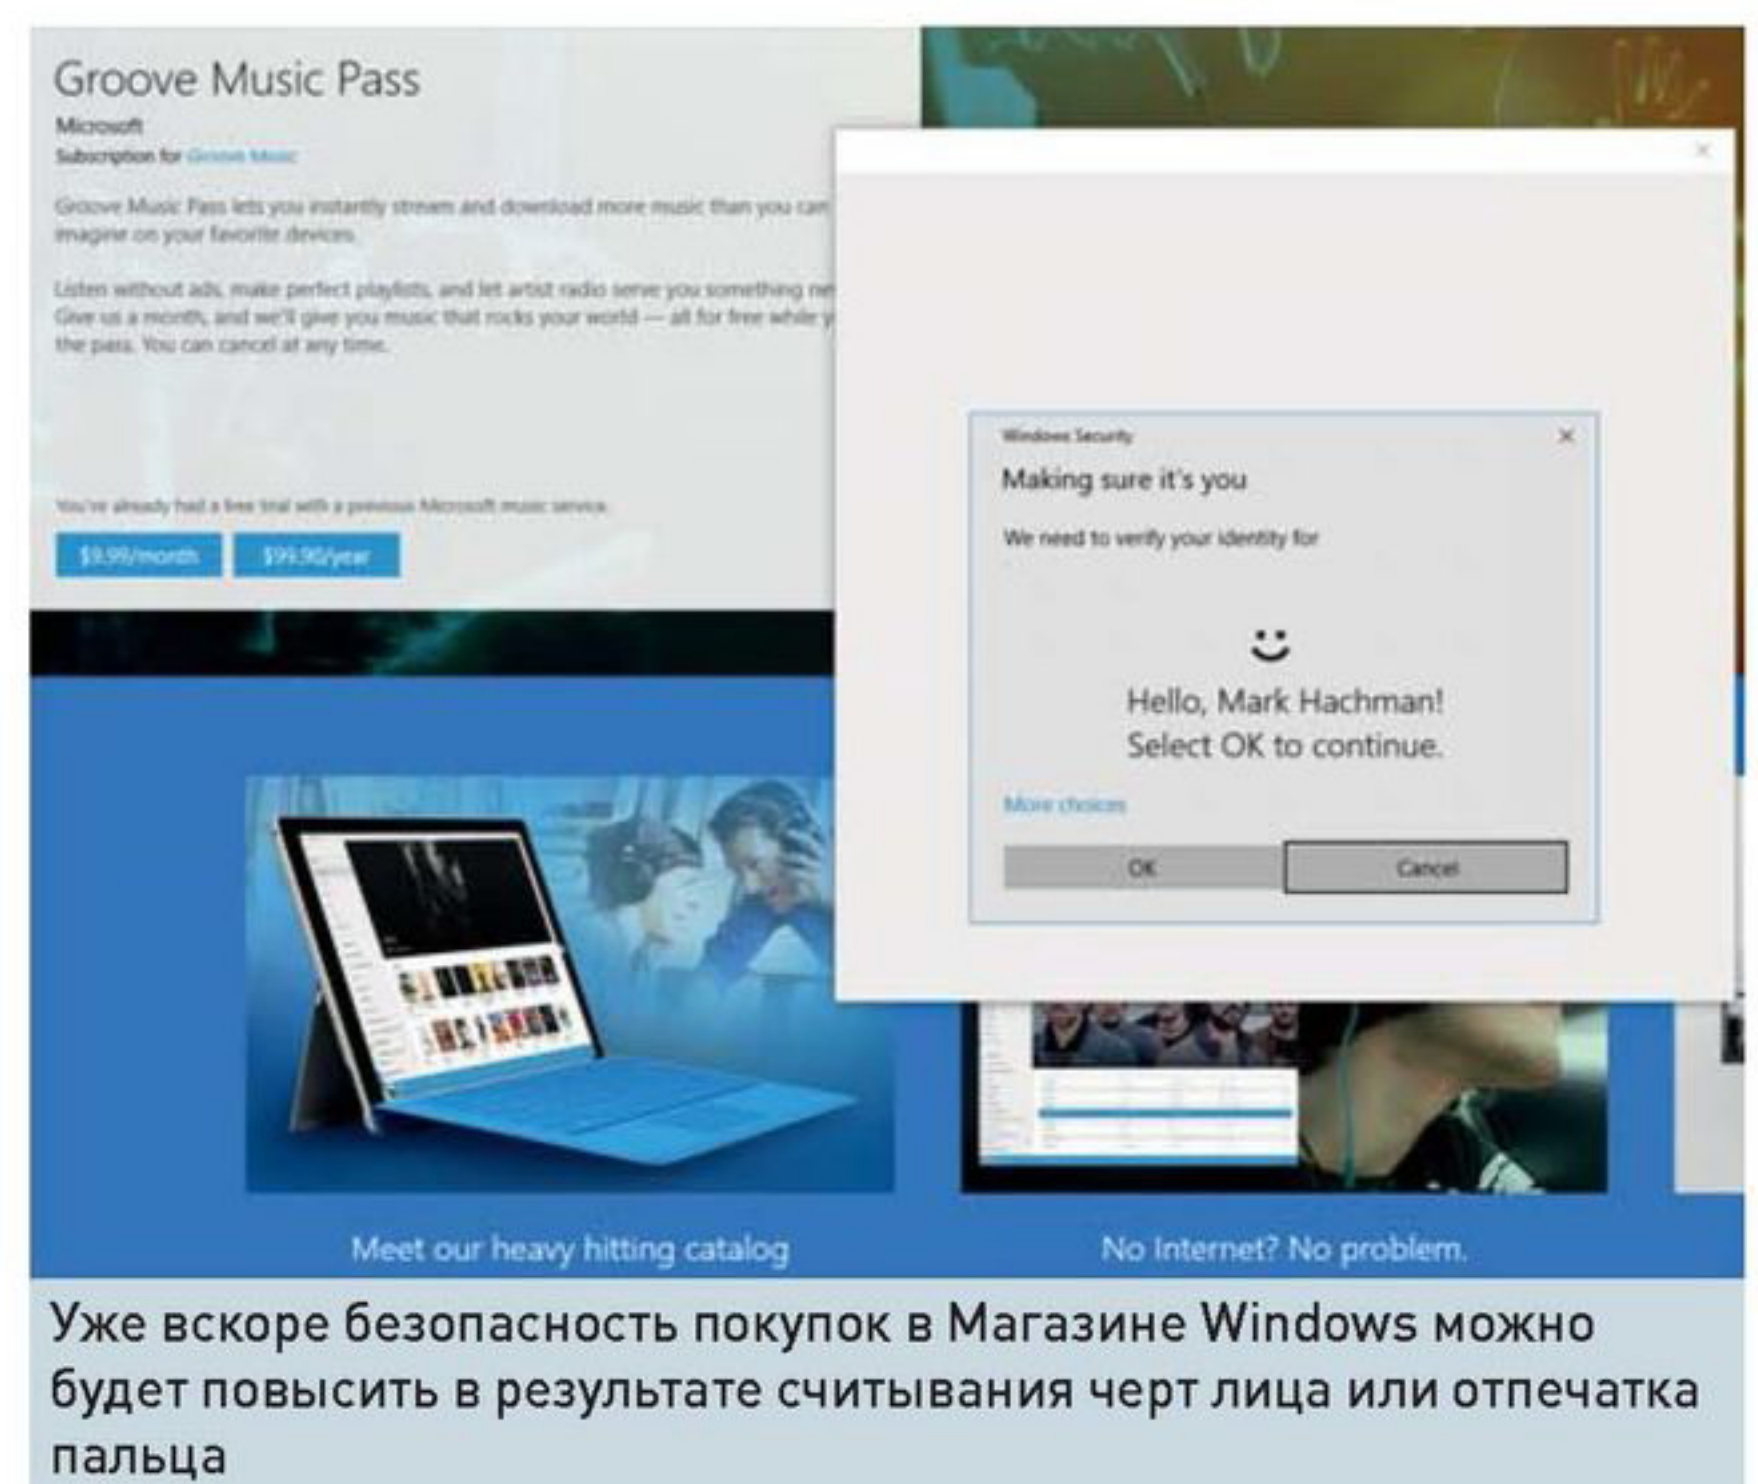 Groove Music Pass
Microsoft
Subscription for Groove Music
Groove Music Pass lets you instantly stream and download more music than you can
imagine on your favorite devices.
Listen without ads, make perfect playlists, and let artist radio serve you something
Give us a month, and we'll give you music that rocks your world — all for free while
the pass. You can cancel at any time.
You've already had a free trial with a previous Microsoft music service.
$9.99/month
$99.90/year
Windows Security
Making sure it's you
We need to verify your identity for
Hello, Mark Hachman!
Select OK to continue.
More choices
OK
Cancel
Meet our heavy hitting catalog
No Internet? No problem.
Уже вскоре безопасность покупок в Магазине Windows можно
будет повысить в результате считывания черт лица или отпечатка
пальца